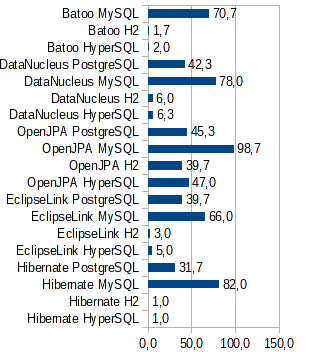 Batoo MySQL 70,7
Batoo H2 1,7
Batoo HyperSQL 2,0
DataNucleus PostgreSQL 42,3
DataNucleus MySQL 78,0
DataNucleus H2 6,0
DataNucleus HyperSQL 6,3
OpenJPA PostgreSQL 45,3
OpenJPA MySQL 98,7
OpenJPA H2 39,7
OpenJPA HyperSQL 47,0
EclipseLink PostgreSQL 39,7
EclipseLink MySQL 66,0
EclipseLink H2 3,0
EclipseLink HyperSQL 5,0
Hibernate PostgreSQL 31,7
Hibernate MySQL 82,0
Hibernate H2 1,0
Hibernate HyperSQL 1,0
0,0 50,0 100,0 150,0